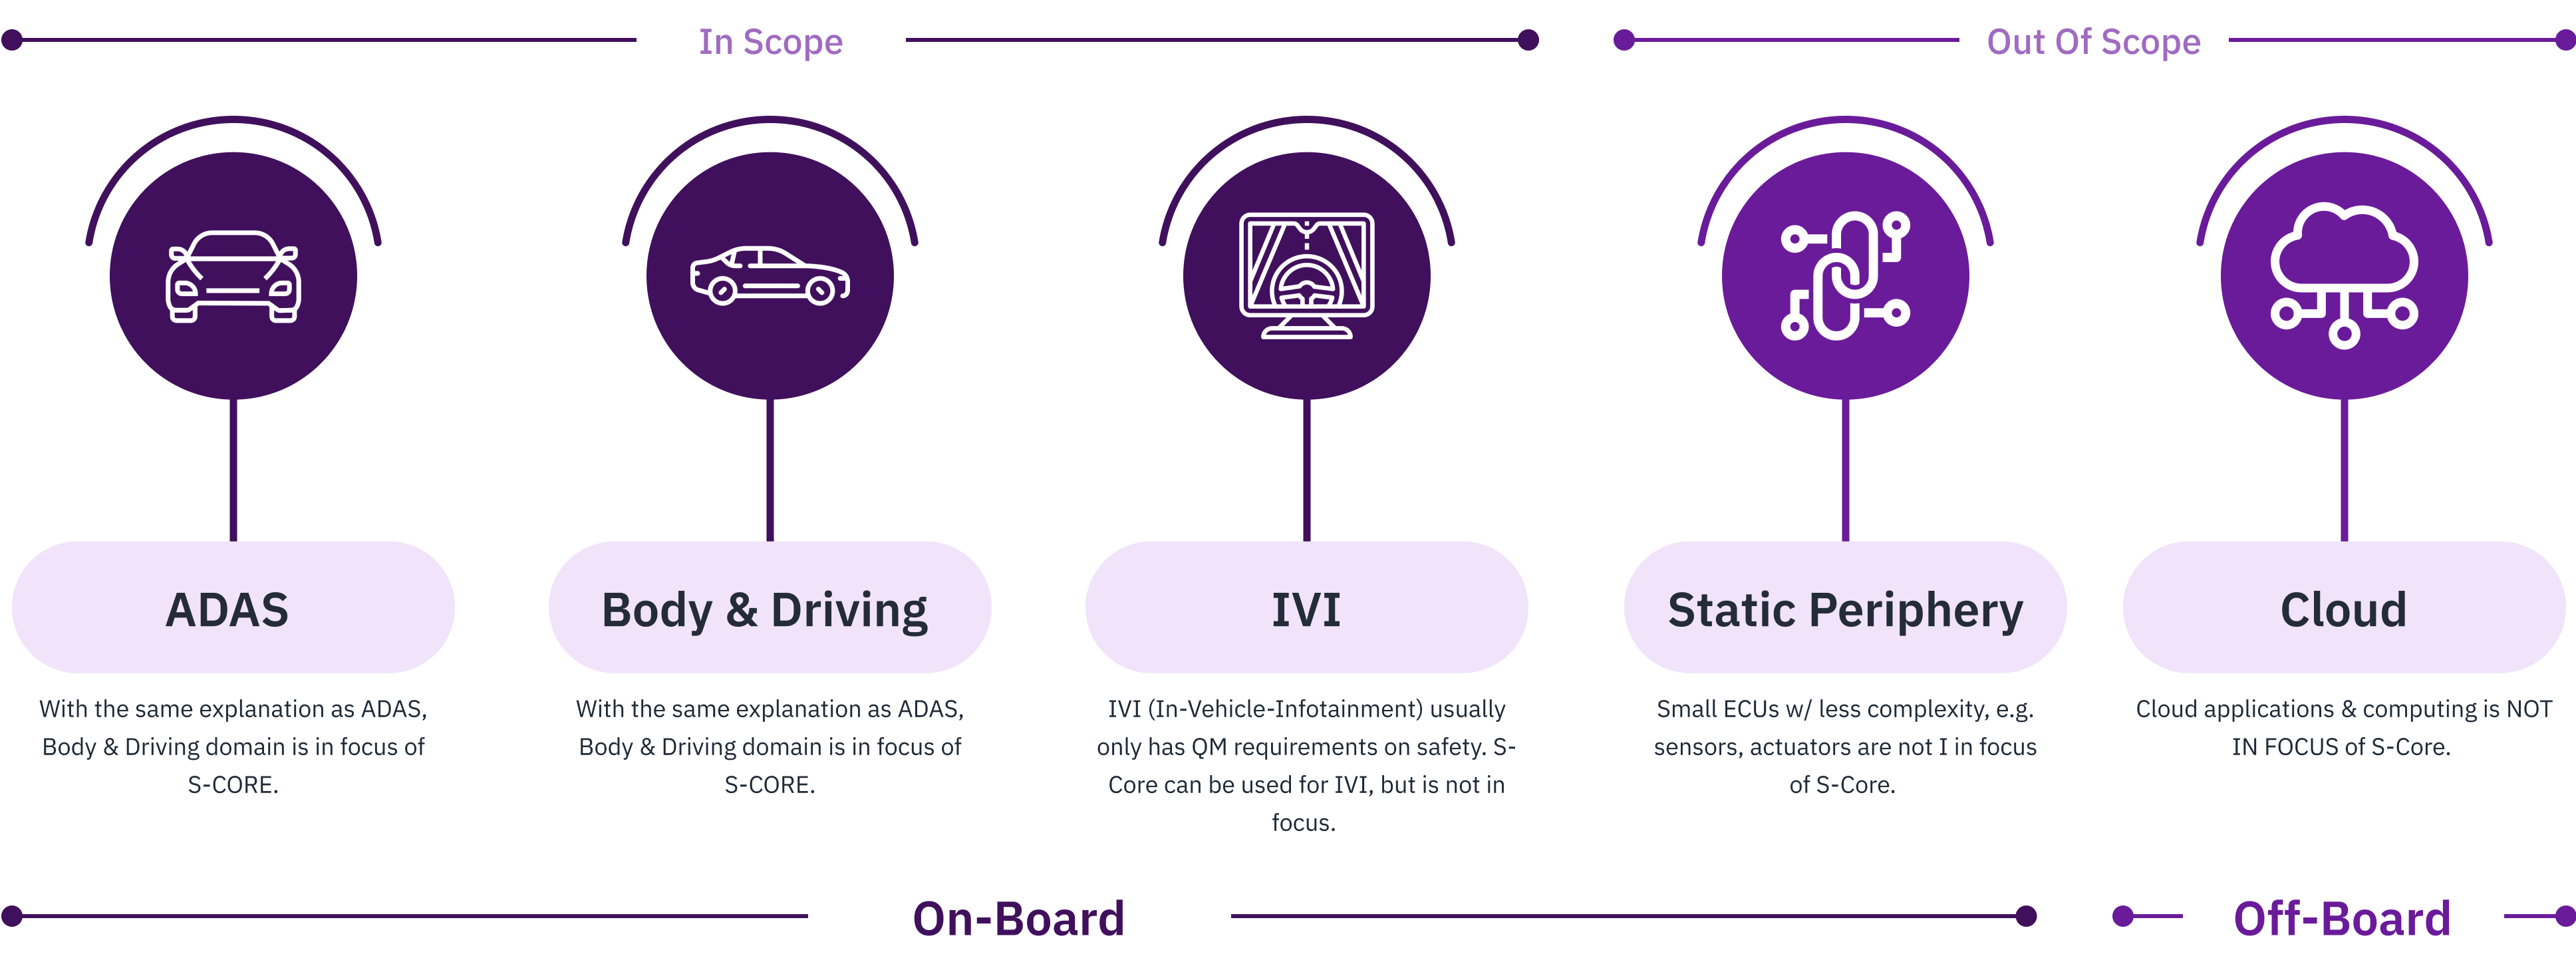 In Scope
Out Of Scope
ADAS
With the same explanation as ADAS,
Body & Driving domain is in focus of
S-CORE.
Body & Driving
With the same explanation as ADAS,
Body & Driving domain is in focus of
S-CORE.
IVI
IVI (In-Vehicle-Infotainment) usually
only has QM requirements on safety. S-
Core can be used for IVI, but is not in
focus.
Static Periphery
Small ECUs w/ less complexity, e.g.
sensors, actuators are not I in focus
of S-Core.
Cloud
Cloud applications & computing is NOT
IN FOCUS of S-Core.
On-Board
Off-Board